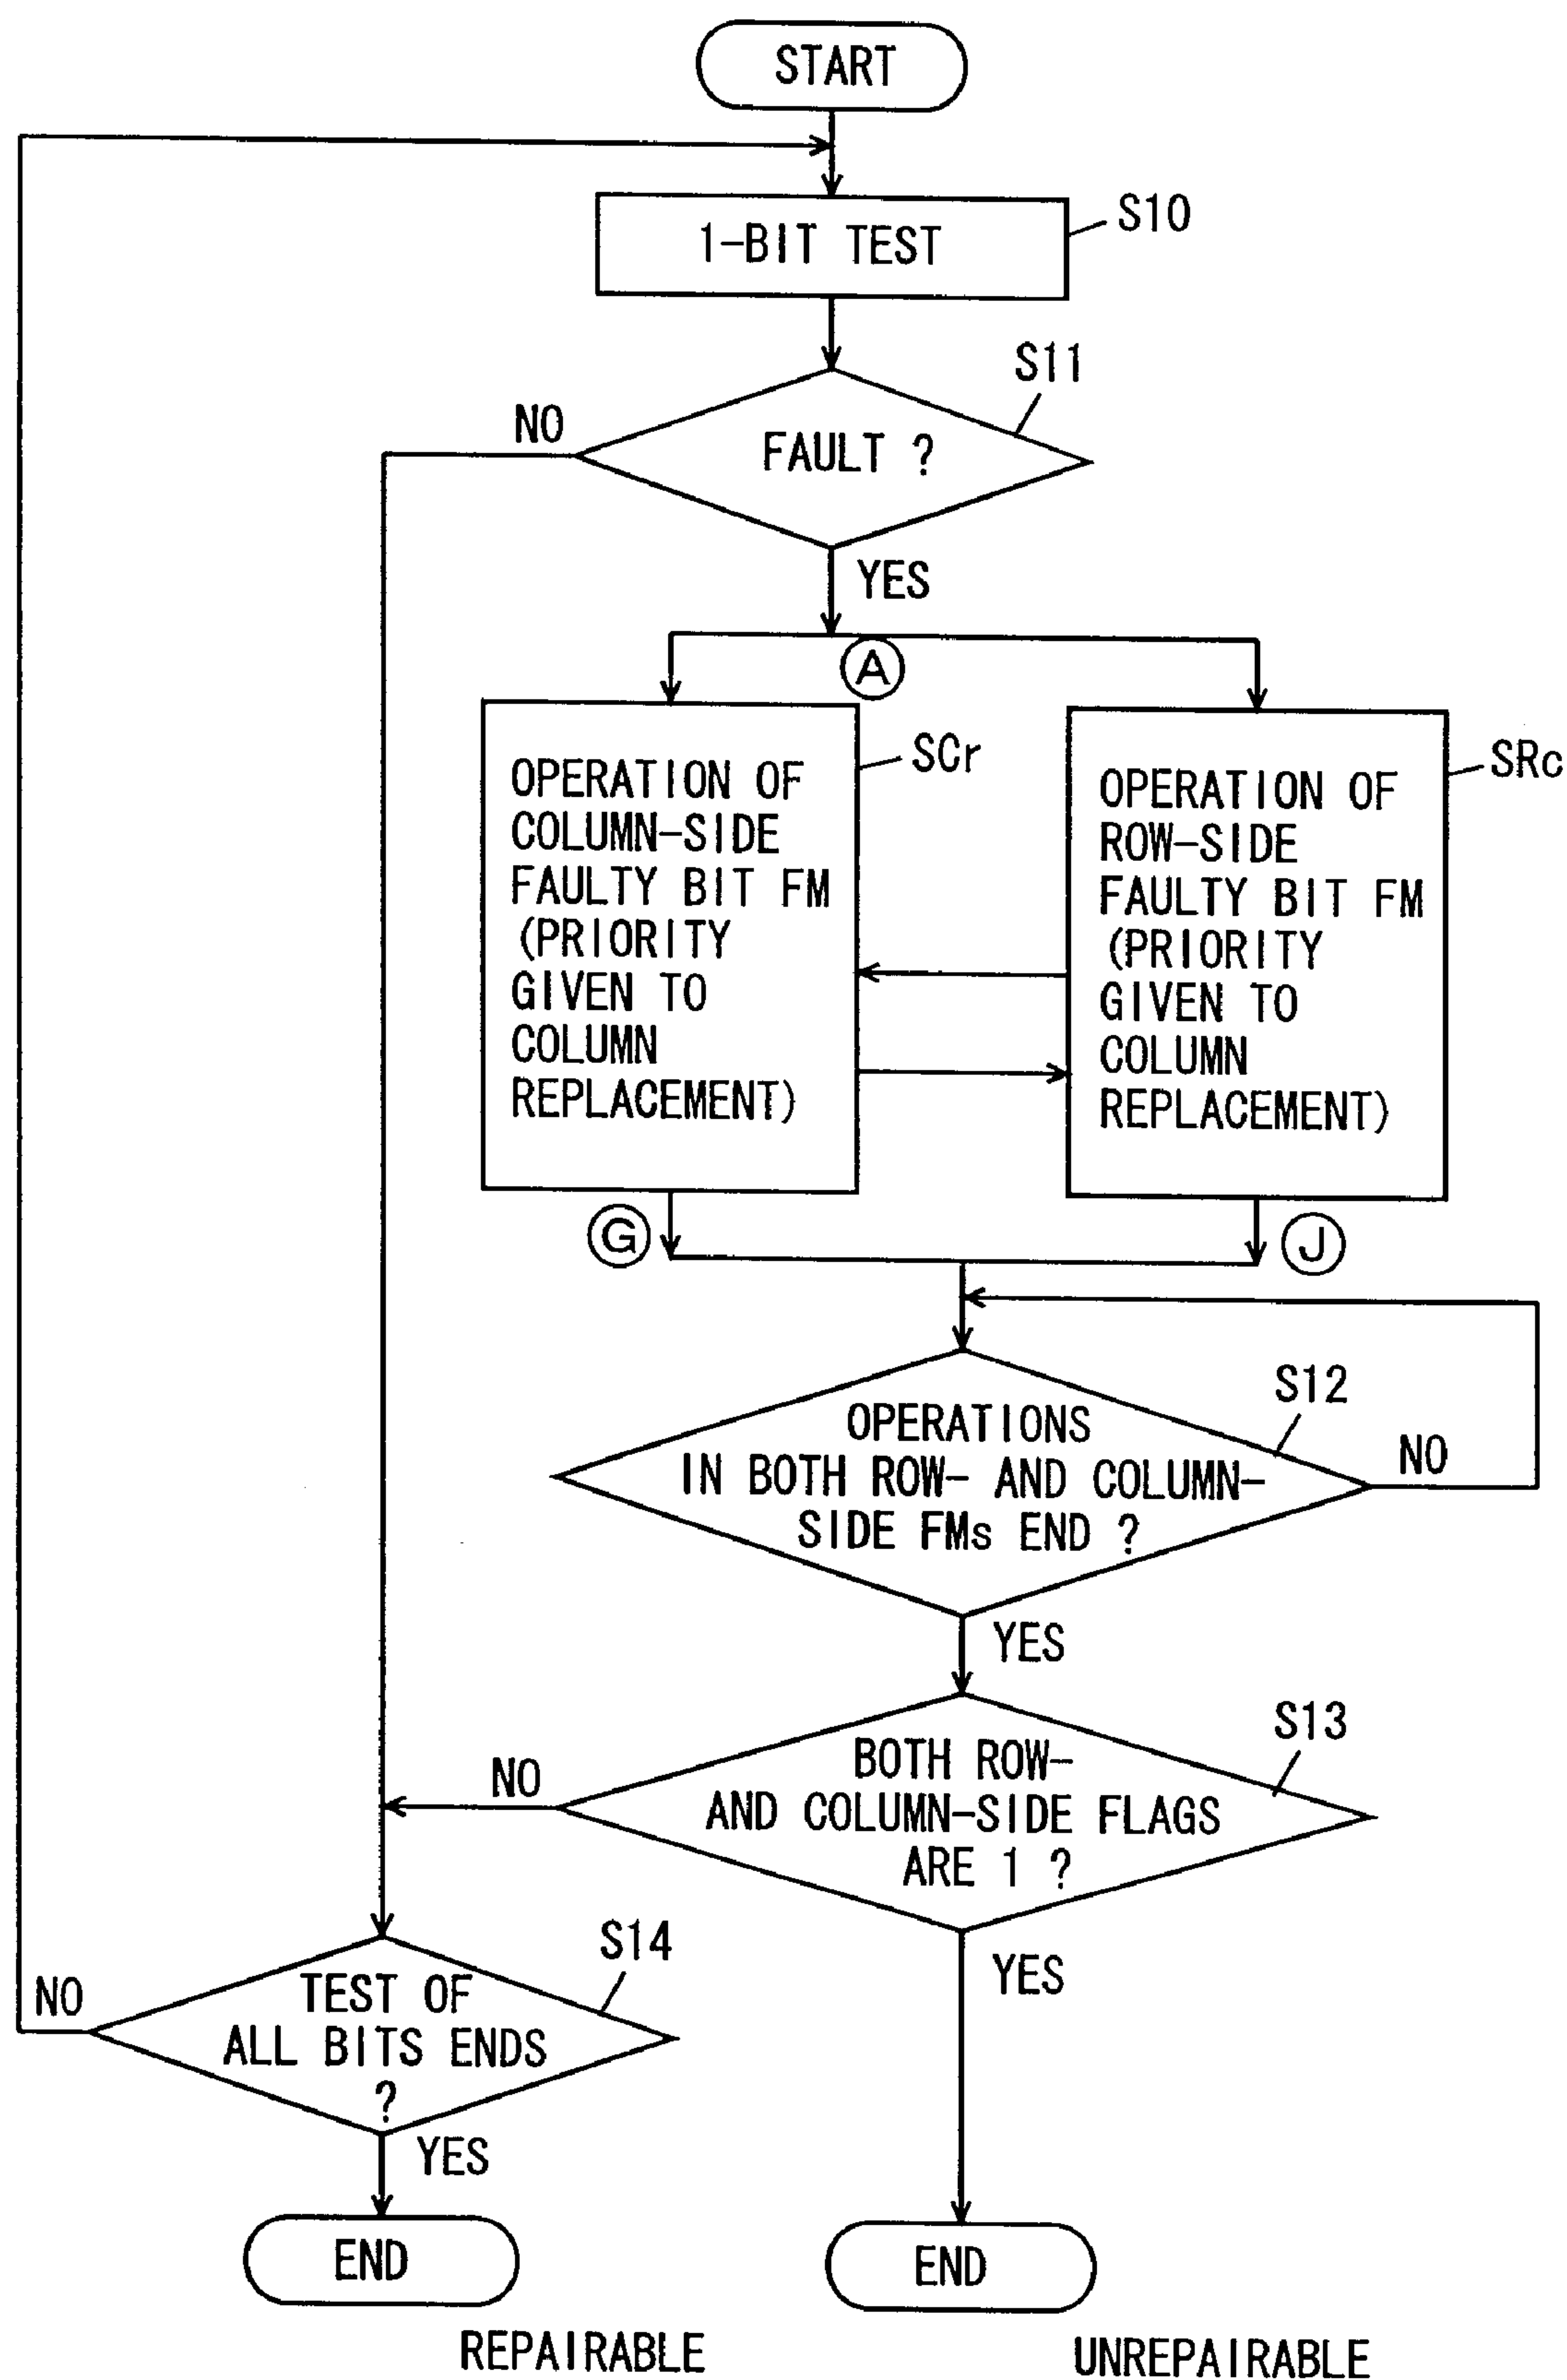 START
S10
1-BIT TEST
S11
NO
FAULT ?
YES
A
SCr
OPERATION OF
COLUMN-SIDE
FAULTY BIT FM
(PRIORITY
GIVEN TO
COLUMN
REPLACEMENT)
SRc
OPERATION OF
ROW-SIDE
FAULTY BIT FM
(PRIORITY
GIVEN TO
COLUMN
REPLACEMENT)
G
J
S12
OPERATIONS
IN BOTH ROW- AND COLUMN-
SIDE FMs END ?
NO
YES
S13
BOTH ROW-
AND COLUMN-SIDE FLAGS
ARE 1 ?
NO
YES
S14
TEST OF
ALL BITS ENDS
?
NO
YES
END
END
REPAIRABLE
UNREPAIRABLE